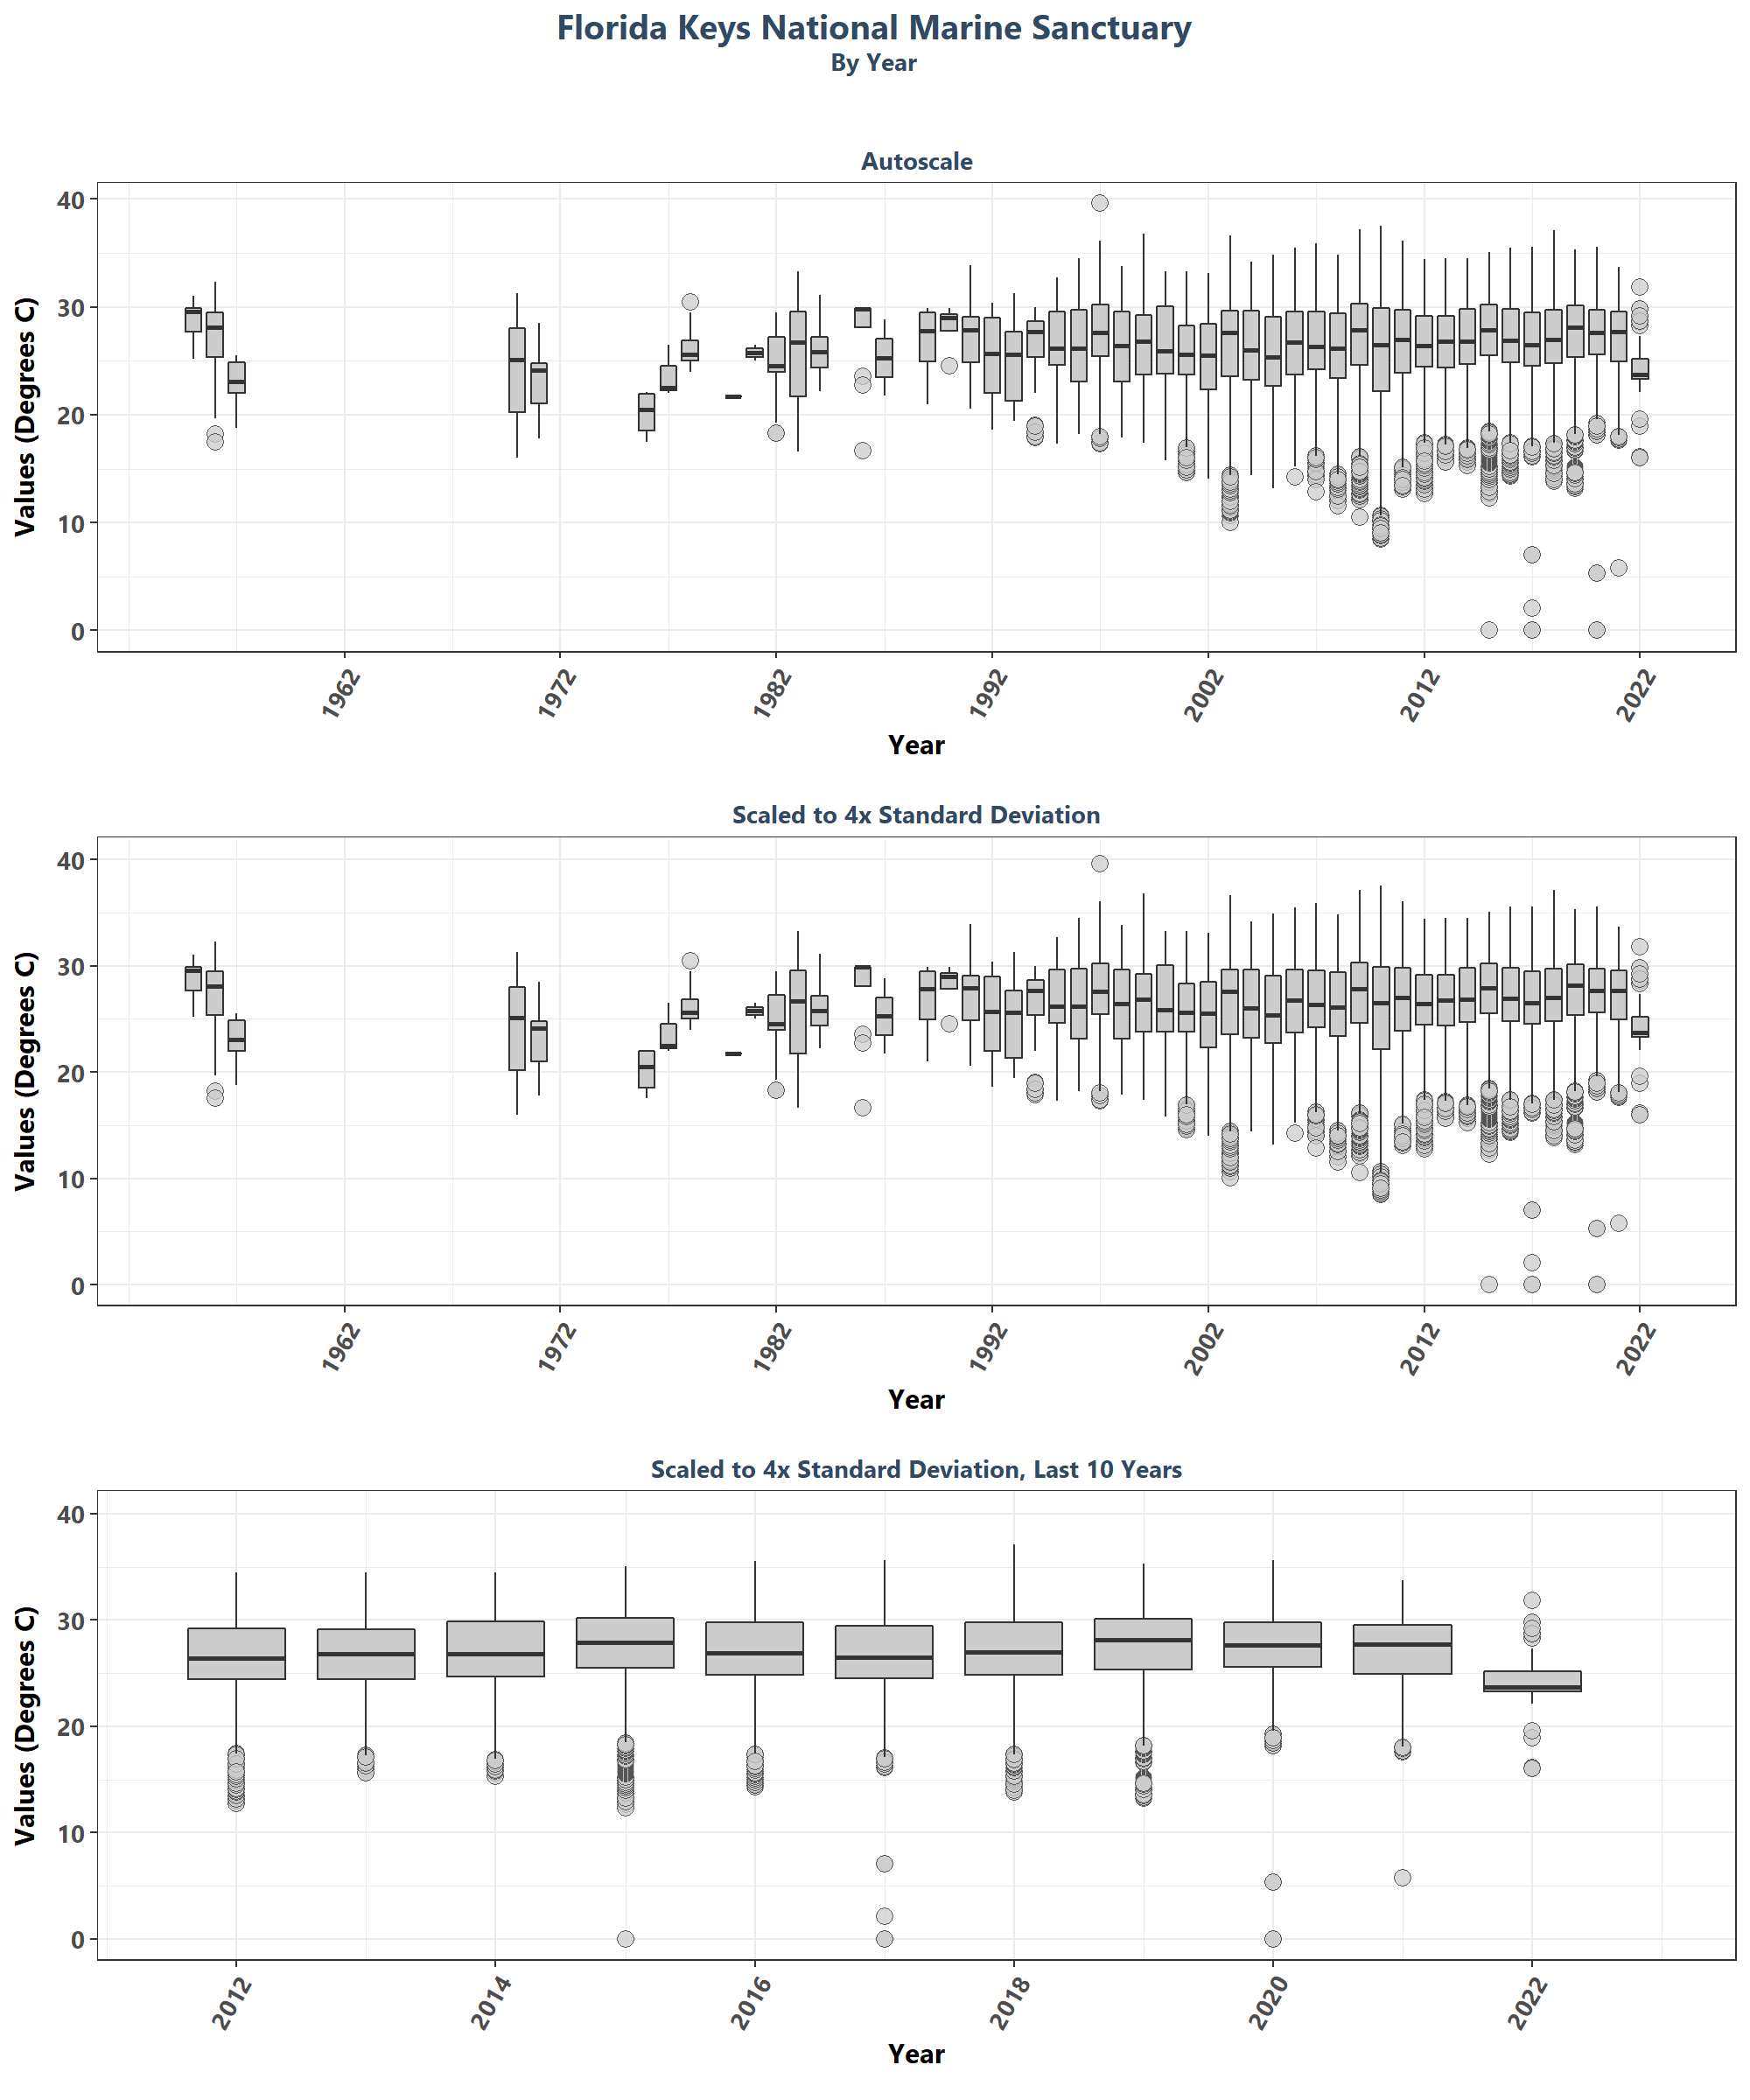 Florida Keys National Marine Sanctuary
By Year
Autoscale
Values (Degrees C)
40
30
20
10
0
1962 1972 1982 1992 2002 2012 2022
Year
Scaled to 4x Standard Deviation
Values (Degrees C)
40
30
20
10
0
1962 1972 1982 1992 2002 2012 2022
Year
Scaled to 4x Standard Deviation, Last 10 Years
Values (Degrees C)
40
30
20
10
0
2012 2014 2016 2018 2020 2022
Year